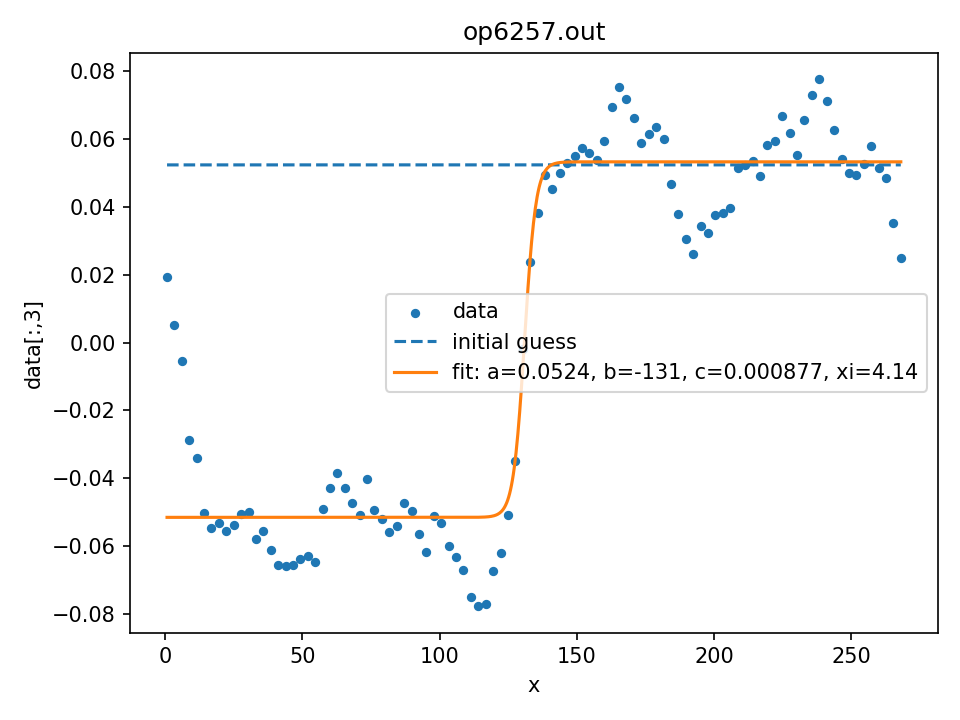 op6257.out
data[:,3]
0.08
0.06
0.04
0.02
0.00
−0.02
−0.04
−0.06
−0.08
data
initial guess
fit: a=0.0524, b=-131, c=0.000877, xi=4.14
0 50 100 150 200 250
x